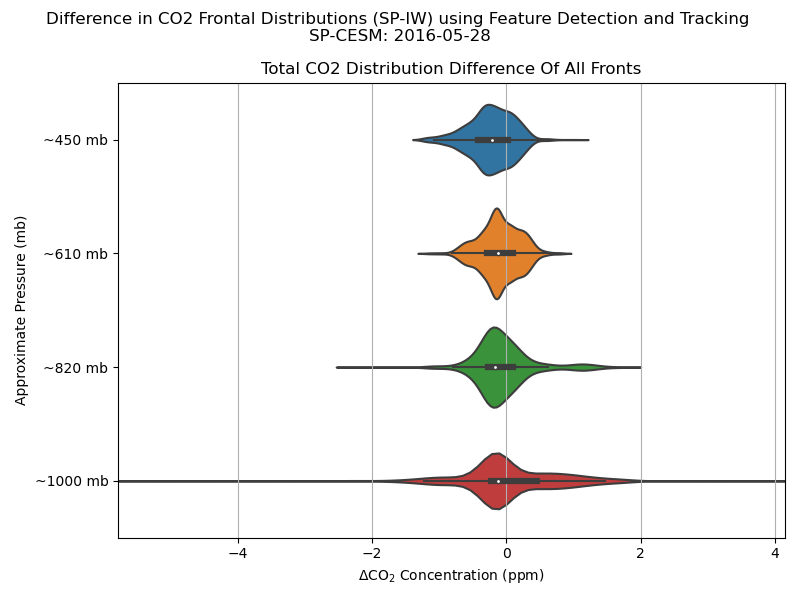 Difference in CO2 Frontal Distributions (SP-IW) using Feature Detection and Tracking
SP-CESM: 2016-05-28
Total CO2 Distribution Difference Of All Fronts
Approximate Pressure (mb)
~450 mb
~610 mb
~820 mb
~1000 mb
−4
−2
0
2
4
ΔCO₂ Concentration (ppm)